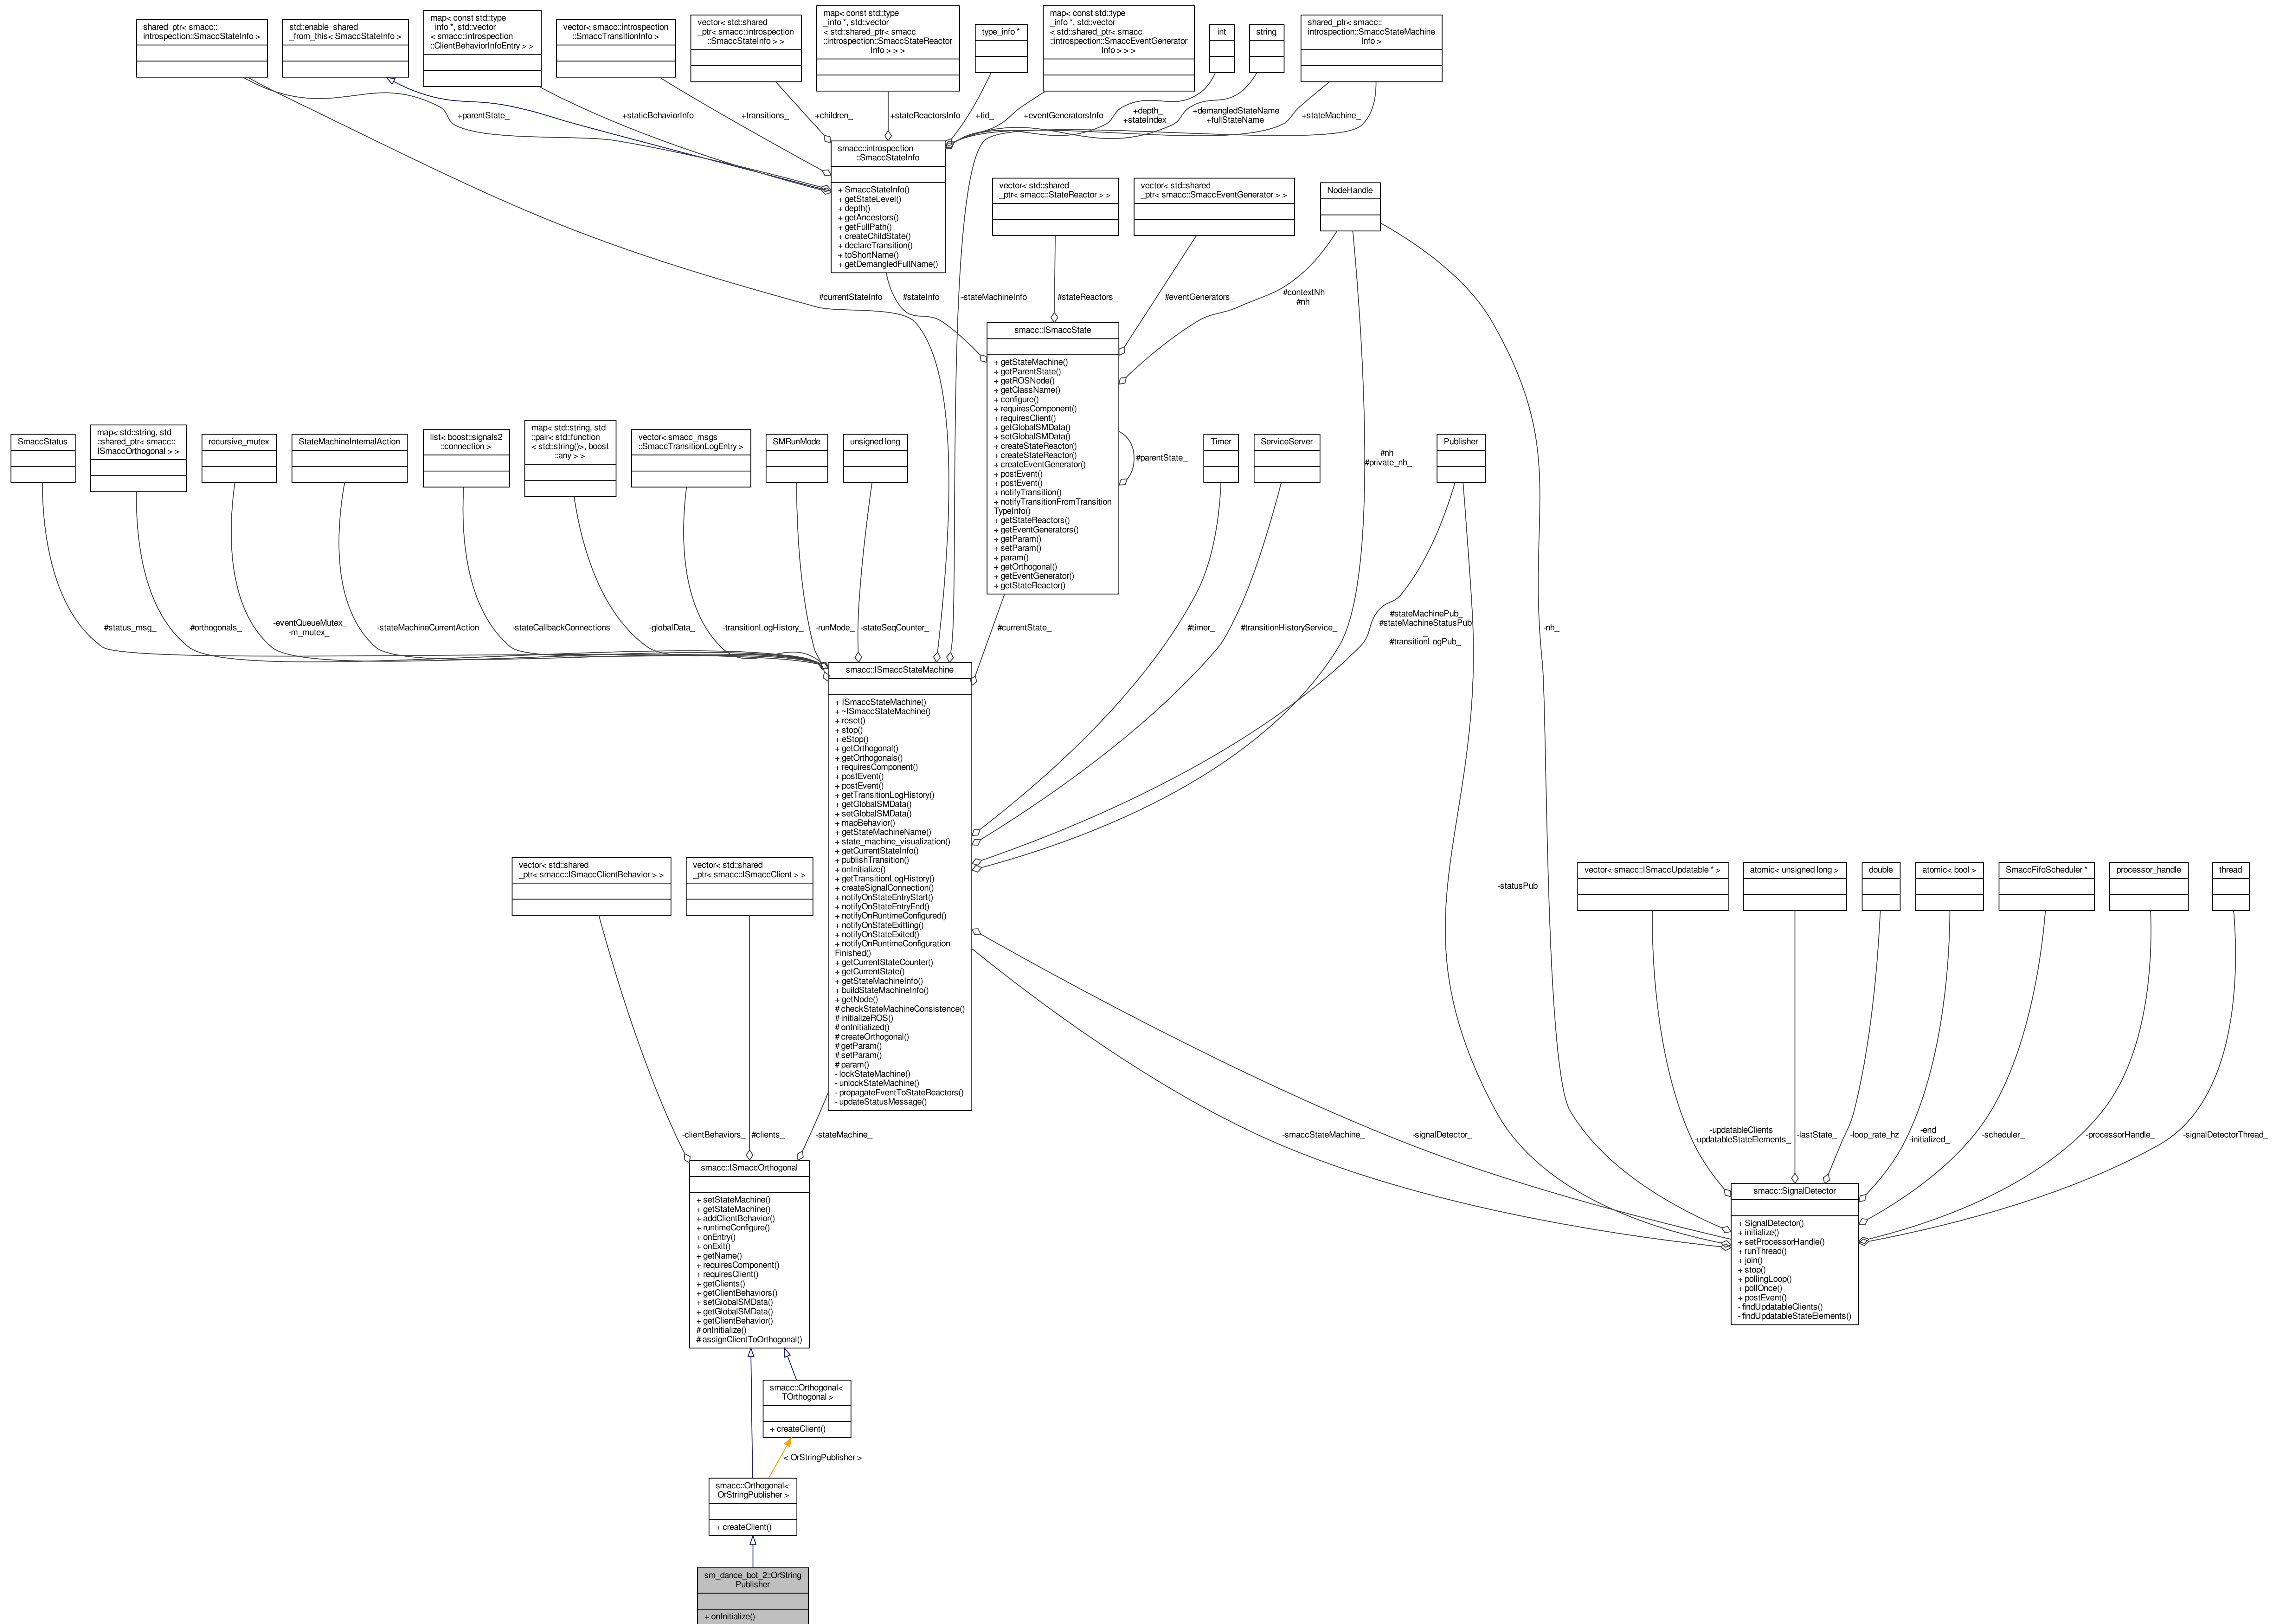 shared_ptr< smacc::
introspection::SmaccStateInfo >
std::enable_shared
_from_this< SmaccStateInfo >
map< const std::type
_info *, std::vector
< smacc::introspection
::ClientBehaviorInfoEntry > >
vector< smacc::introspection
::SmaccTransitionInfo >
vector< std::shared
_ptr< smacc::introspection
::SmaccStateInfo > >
map< const std::type
_info *, std::vector
< std::shared_ptr< smacc
::introspection::SmaccStateReactor
Info > > >
type_info *
map< const std::type
_info *, std::vector
< std::shared_ptr< smacc
::introspection::SmaccEventGenerator
Info > > >
int
string
shared_ptr< smacc::
introspection::SmaccStateMachine
Info >
+parentState_
+staticBehaviorInfo
+transitions_
+children_
+stateReactorsInfo
+tid_
+eventGeneratorsInfo
+depth_
+stateIndex_
+demangledStateName
+fullStateName
+stateMachine_
smacc::introspection
::SmaccStateInfo
+ SmaccStateInfo()
+ getStateLevel()
+ depth()
+ getAncestors()
+ getFullPath()
+ createChildState()
+ declareTransition()
+ toShortName()
+ getDemangledFullName()
vector< std::shared
_ptr< smacc::StateReactor > >
vector< std::shared
_ptr< smacc::SmaccEventGenerator > >
NodeHandle
#currentStateInfo_
#stateInfo_
-stateMachineInfo_
#stateReactors_
#eventGenerators_
#contextNh
#nh
smacc::ISmaccState
+ getStateMachine()
+ getParentState()
+ getROSNode()
+ getClassName()
+ configure()
+ requiresComponent()
+ requiresClient()
+ getGlobalSMData()
+ setGlobalSMData()
+ createStateReactor()
+ createStateReactor()
+ createEventGenerator()
+ postEvent()
+ postEvent()
+ notifyTransition()
+ notifyTransitionFromTransition
TypeInfo()
+ getStateReactors()
+ getEventGenerators()
+ getParam()
+ setParam()
+ param()
+ getOrthogonal()
+ getEventGenerator()
+ getStateReactor()
#parentState_
SmaccStatus
map< std::string, std
::shared_ptr< smacc::
ISmaccOrthogonal > >
recursive_mutex
StateMachineInternalAction
list< boost::signals2
::connection >
map< std::string, std
::pair< std::function
< std::string()>, boost
::any > >
vector< smacc_msgs
::SmaccTransitionLogEntry >
SMRunMode
unsigned long
Timer
ServiceServer
#nh_
#private_nh_
Publisher
#status_msg_
#orthogonals_
-eventQueueMutex_
-m_mutex_
-stateMachineCurrentAction
-stateCallbackConnections
-globalData_
-transitionLogHistory_
-runMode_
-stateSeqCounter_
#currentState_
#timer_
#transitionHistoryService_
#stateMachinePub_
#stateMachineStatusPub
_
#transitionLogPub_
-nh_
smacc::ISmaccStateMachine
+ ISmaccStateMachine()
+ ~ISmaccStateMachine()
+ reset()
+ stop()
+ eStop()
+ getOrthogonal()
+ getOrthogonals()
+ requiresComponent()
+ postEvent()
+ postEvent()
+ getTransitionLogHistory()
+ getGlobalSMData()
+ setGlobalSMData()
+ mapBehavior()
+ getStateMachineName()
+ state_machine_visualization()
+ getCurrentStateInfo()
+ publishTransition()
+ onInitialize()
+ getTransitionLogHistory()
+ createSignalConnection()
+ notifyOnStateEntryStart()
+ notifyOnStateEntryEnd()
+ notifyOnRuntimeConfigured()
+ notifyOnStateExitting()
+ notifyOnStateExited()
+ notifyOnRuntimeConfiguration
Finished()
+ getCurrentStateCounter()
+ getCurrentState()
+ getStateMachineInfo()
+ buildStateMachineInfo()
+ getNode()
# checkStateMachineConsistence()
# initializeROS()
# onInitialized()
# createOrthogonal()
# getParam()
# setParam()
# param()
- lockStateMachine()
- unlockStateMachine()
- propagateEventToStateReactors()
- updateStatusMessage()
vector< std::shared
_ptr< smacc::ISmaccClientBehavior > >
vector< std::shared
_ptr< smacc::ISmaccClient > >
-statusPub_
vector< smacc::ISmaccUpdatable * >
atomic< unsigned long >
double
atomic< bool >
SmaccFifoScheduler *
processor_handle
thread
-clientBehaviors_
#clients_
-stateMachine_
-smaccStateMachine_
-signalDetector_
-updatableClients_
-updatableStateElements_
-lastState_
-loop_rate_hz
-end_
-initialized_
-scheduler_
-processorHandle_
-signalDetectorThread_
smacc::ISmaccOrthogonal
+ setStateMachine()
+ getStateMachine()
+ addClientBehavior()
+ runtimeConfigure()
+ onEntry()
+ onExit()
+ getName()
+ requiresComponent()
+ requiresClient()
+ getClients()
+ getClientBehaviors()
+ setGlobalSMData()
+ getGlobalSMData()
+ getClientBehavior()
# onInitialize()
# assignClientToOrthogonal()
smacc::SignalDetector
+ SignalDetector()
+ initialize()
+ setProcessorHandle()
+ runThread()
+ join()
+ stop()
+ pollingLoop()
+ pollOnce()
+ postEvent()
- findUpdatableClients()
- findUpdatableStateElements()
smacc::Orthogonal<
TOrthogonal >
+ createClient()
< OrStringPublisher >
smacc::Orthogonal<
OrStringPublisher >
+ createClient()
sm_dance_bot_2::OrString
Publisher
+ onInitialize()